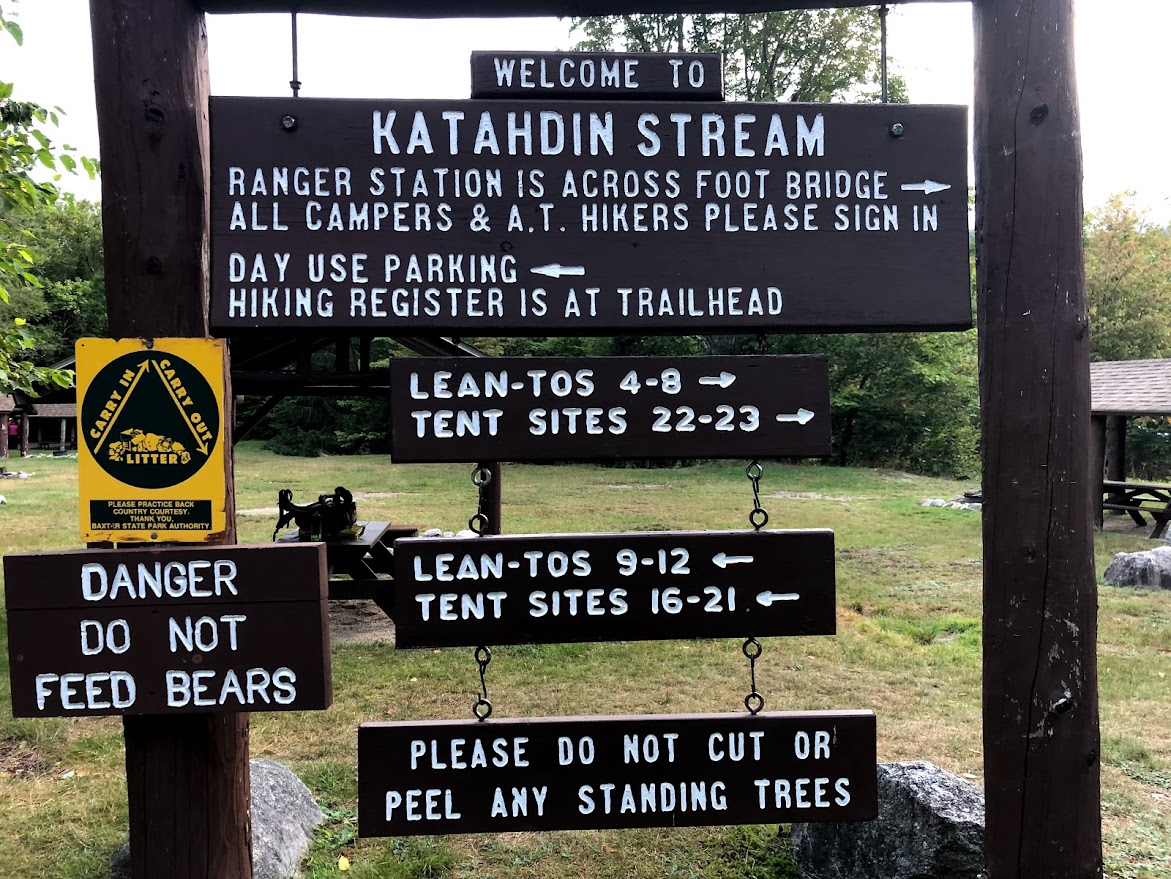 WELCOME TO
KATAHDIN STREAM
RANGER STATION IS ACROSS FOOT BRIDGE →
ALL CAMPERS & A.T. HIKERS PLEASE SIGN IN
DAY USE PARKING ←
HIKING REGISTER IS AT TRAILHEAD
LEAN-TOS 4-8 →
TENT SITES 22-23 →
LEAN-TOS 9-12 ←
TENT SITES 16-21 ←
PLEASE DO NOT CUT OR
PEEL ANY STANDING TREES
CARRY IN
CARRY OUT
LITTER
PLEASE PRACTICE BACK
COUNTRY COURTESY.
THANK YOU,
BAXTER STATE PARK AUTHORITY
DANGER
DO NOT
FEED BEARS